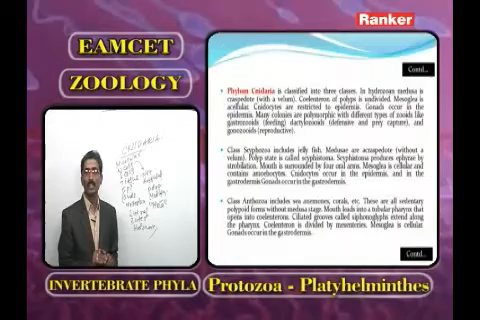 Ranker
EAMCET
ZOOLOGY
Contd...
Phylum Cnidaria is classified into three classes. In hydrozoan medusa is
craspedote (with a velum). Coelenteron of polyps is undivided. Mesoglea is
acellular. Cnidocytes are restricted to epidermis. Gonads occur in the
epidermis. Many colonies are polymorphic with different types of zooids like
gastrozooids (feeding) dactylozooids (defensive and prey capture), and
gonozooids (reproductive).
Class Scyphozoa includes jelly fish. Medusae are acraspedote (without a
velum). Polyp state is called scyphistoma. Scyphistoma produces ephyrae by
strobilation. Mouth is surrounded by four oral arms. Mesoglea is cellular and
contains amoebocytes. Cnidocytes occur in the epidermis, and in the
gastrodermis Gonads occur in the gastrodermis.
Class Anthozoa includes sea anemones, corals, etc. These are all sedentary
polypoid forms without medusa stage. Mouth leads into a tubular pharynx that
opens into coelenterons. Ciliated grooves called siphonoglyphs extend along
the pharynx. Coelenteron is divided by mesenteries. Mesoglea is cellular.
Gonads occur in the gastrodermis.
Contd...
CNIDARIA
INVERTEBRATE PHYLA
Protozoa - Platyhelminthes